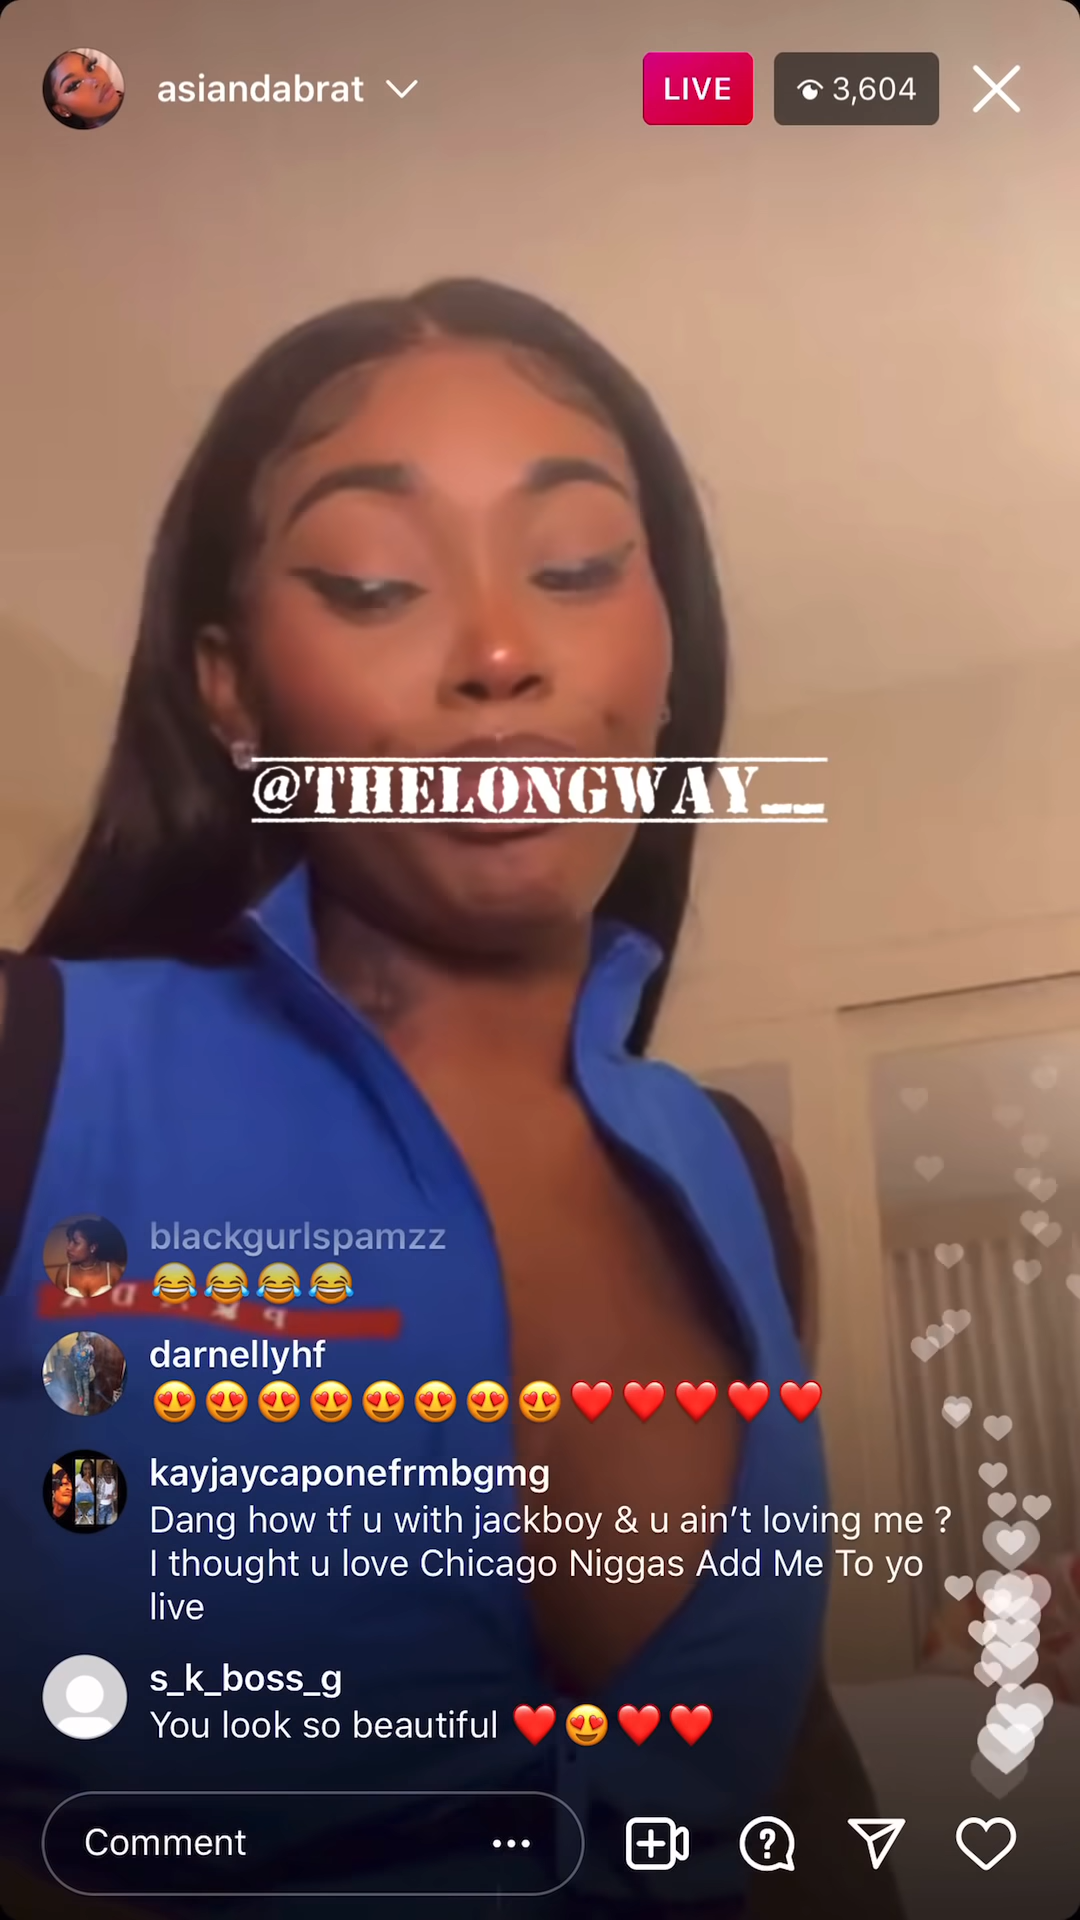 asiandabrat
LIVE
3,604
@THELONGWAY__
blackgurlspamzz
😂😂😂😂
darnellyhf
😍😍😍😍😍😍😍😍❤️❤️❤️❤️❤️
kayjaycaponefrmbgmg
Dang how tf u with jackboy & u ain’t loving me ?
I thought u love Chicago Niggas Add Me To yo
live
s_k_boss_g
You look so beautiful ❤️😍❤️❤️
Comment